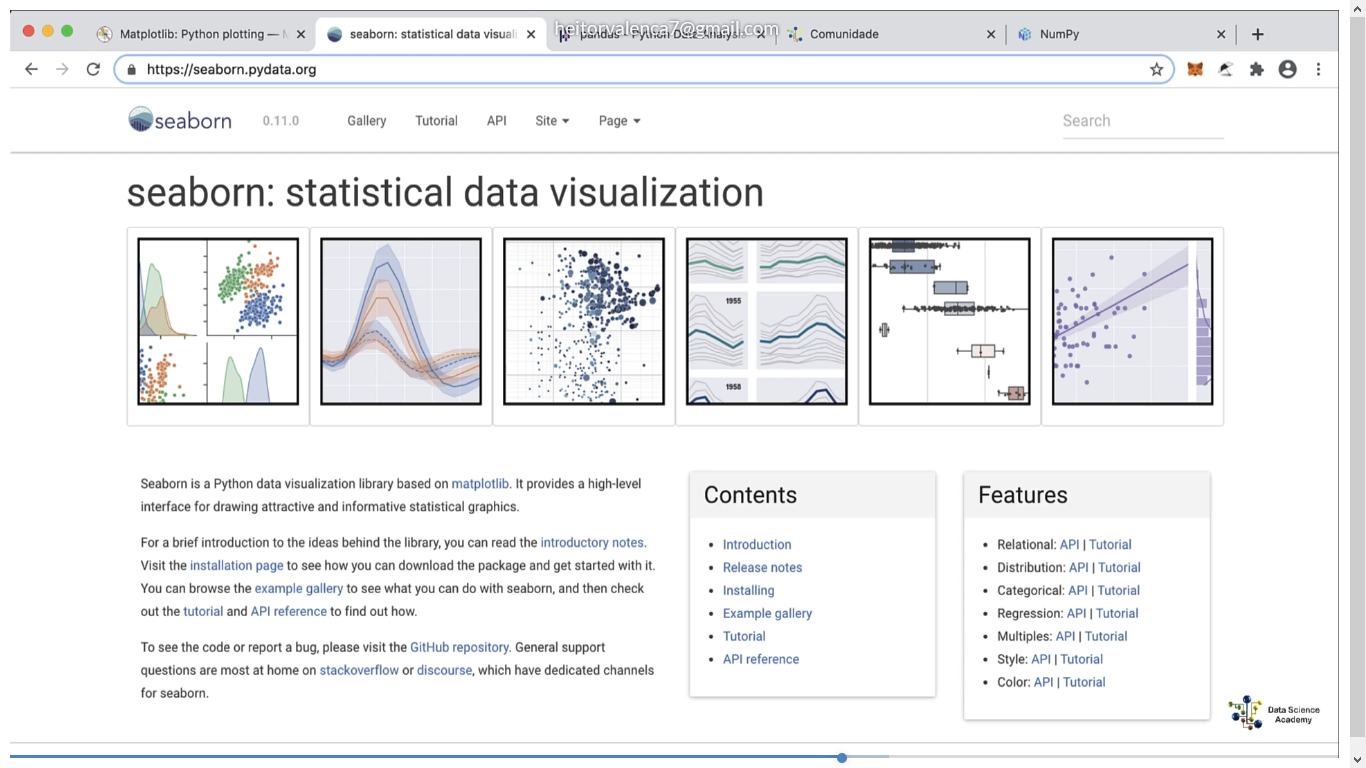 heitorvalenca7@gmail.com
Matplotlib: Python plotting —
seaborn: statistical data visuali
pandas - Python Data Analysis
Comunidade
NumPy
https://seaborn.pydata.org
seaborn 0.11.0 Gallery Tutorial API Site Page Search
seaborn: statistical data visualization
1955
1958
Seaborn is a Python data visualization library based on matplotlib. It provides a high-level
interface for drawing attractive and informative statistical graphics.
For a brief introduction to the ideas behind the library, you can read the introductory notes.
Visit the installation page to see how you can download the package and get started with it.
You can browse the example gallery to see what you can do with seaborn, and then check
out the tutorial and API reference to find out how.
To see the code or report a bug, please visit the GitHub repository. General support
questions are most at home on stackoverflow or discourse, which have dedicated channels
for seaborn.
Contents
Introduction
Release notes
Installing
Example gallery
Tutorial
API reference
Features
Relational: API | Tutorial
Distribution: API | Tutorial
Categorical: API | Tutorial
Regression: API | Tutorial
Multiples: API | Tutorial
Style: API | Tutorial
Color: API | Tutorial
Data Science
Academy